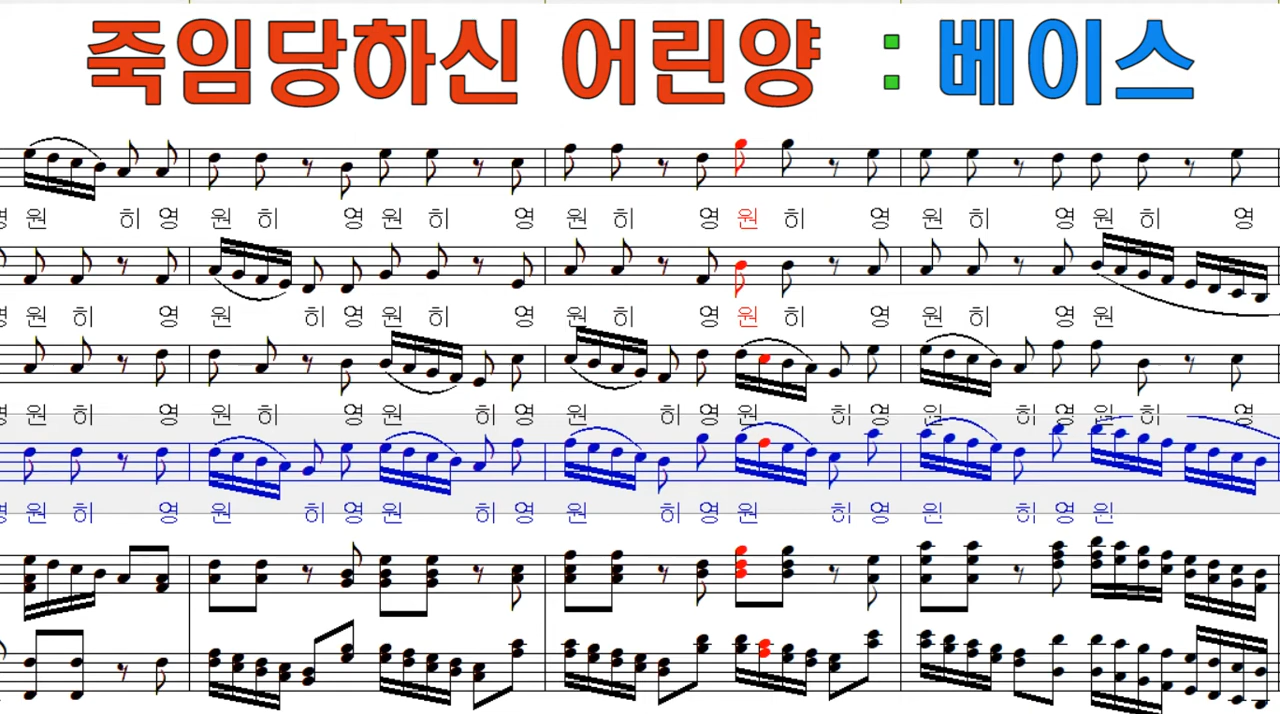 죽임당하신 어린양 : 베이스
영 원 히 영 원 히 영 원 히 영 원 히 영 원 히 영 원 히 영 원 히 영
영 원 히 영 원 히 영 원 히 영 원 히 영 원 히 영 원 히 영 원
영 원 히 영 원 히 영 원 히 영 원 히 영 원 히 영 원 히 영 원 히 영
영 원 히 영 원 히 영 원 히 영 원 히 영 원 히 영 원 히 영 원